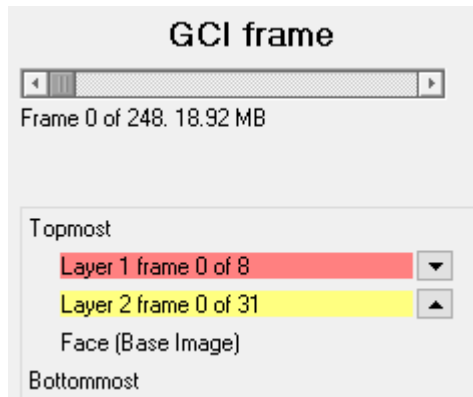 GCI frame
Frame 0 of 248. 18.92 MB
Topmost
Layer 1 frame 0 of 8
Layer 2 frame 0 of 31
Face (Base Image)
Bottommost